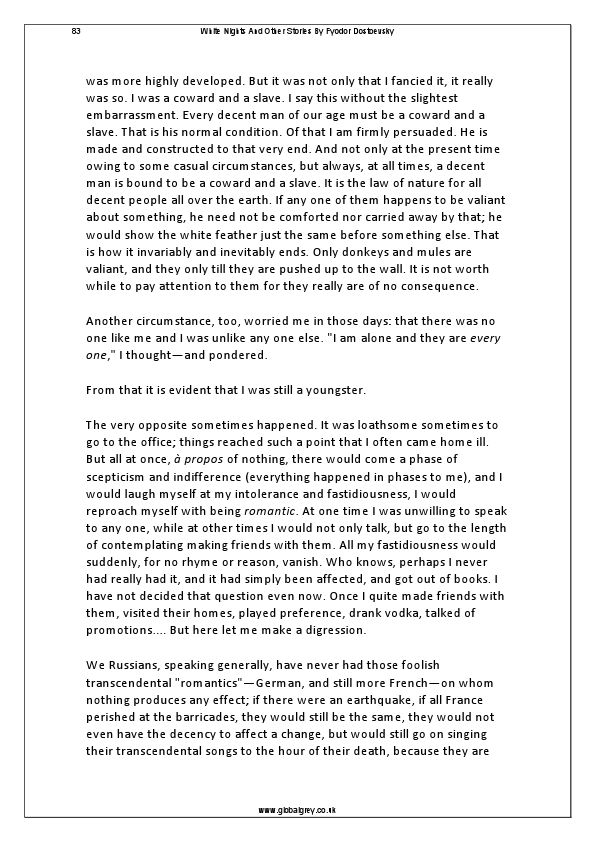 83 White Nights And Other Stories By Fyodor Dostoevsky
was more highly developed. But it was not only that I fancied it, it really
was so. I was a coward and a slave. I say this without the slightest
embarrassment. Every decent man of our age must be a coward and a
slave. That is his normal condition. Of that I am firmly persuaded. He is
made and constructed to that very end. And not only at the present time
owing to some casual circumstances, but always, at all times, a decent
man is bound to be a coward and a slave. It is the law of nature for all
decent people all over the earth. If any one of them happens to be valiant
about something, he need not be comforted nor carried away by that; he
would show the white feather just the same before something else. That
is how it invariably and inevitably ends. Only donkeys and mules are
valiant, and they only till they are pushed up to the wall. It is not worth
while to pay attention to them for they really are of no consequence.
Another circumstance, too, worried me in those days: that there was no
one like me and I was unlike any one else. "I am alone and they are every
one," I thought—and pondered.
From that it is evident that I was still a youngster.
The very opposite sometimes happened. It was loathsome sometimes to
go to the office; things reached such a point that I often came home ill.
But all at once, à propos of nothing, there would come a phase of
scepticism and indifference (everything happened in phases to me), and I
would laugh myself at my intolerance and fastidiousness, I would
reproach myself with being romantic. At one time I was unwilling to speak
to any one, while at other times I would not only talk, but go to the length
of contemplating making friends with them. All my fastidiousness would
suddenly, for no rhyme or reason, vanish. Who knows, perhaps I never
had really had it, and it had simply been affected, and got out of books. I
have not decided that question even now. Once I quite made friends with
them, visited their homes, played preference, drank vodka, talked of
promotions.... But here let me make a digression.
We Russians, speaking generally, have never had those foolish
transcendental "romantics"—German, and still more French—on whom
nothing produces any effect; if there were an earthquake, if all France
perished at the barricades, they would still be the same, they would not
even have the decency to affect a change, but would still go on singing
their transcendental songs to the hour of their death, because they are
www.globalgrey.co.uk